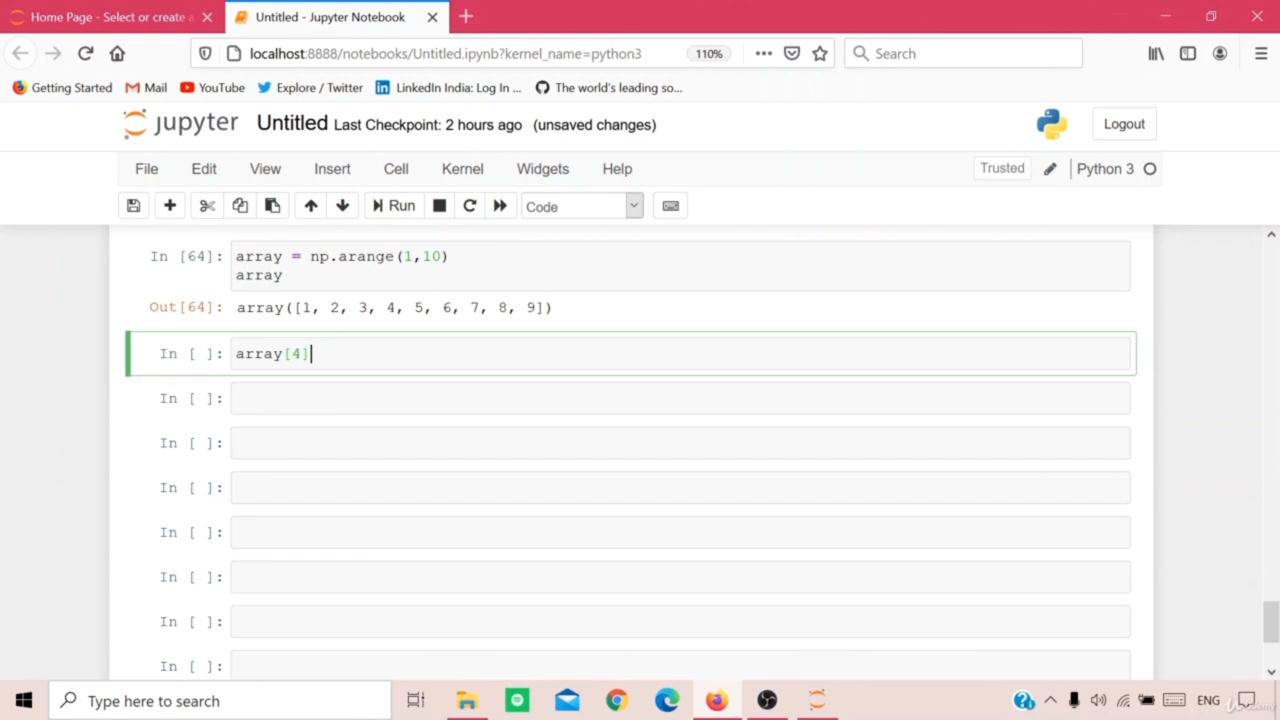 Home Page - Select or create a
Untitled - Jupyter Notebook
localhost:8888/notebooks/Untitled.ipynb?kernel_name=python3
110%
Search
Getting Started
Mail
YouTube
Explore / Twitter
LinkedIn India: Log In ...
The world's leading so...
jupyter
Untitled Last Checkpoint: 2 hours ago (unsaved changes)
Logout
File Edit View Insert Cell Kernel Widgets Help
Trusted
Python 3
Run
Code
In [64]: array = np.arange(1,10)
array
Out[64]: array([1, 2, 3, 4, 5, 6, 7, 8, 9])
In [ ]: array[4]
In [ ]:
In [ ]:
In [ ]:
In [ ]:
In [ ]:
In [ ]:
In [ ]:
Type here to search
ENG
Udemy